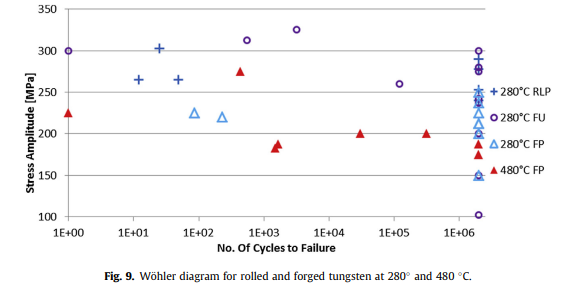 350
300
250
200
150
100
Stress Amplitude [MPa]
1E+00 1E+01 1E+02 1E+03 1E+04 1E+05 1E+06
No. Of Cycles to Failure
280°C RLP
280°C FU
280°C FP
480°C FP
Fig. 9. Wöhler diagram for rolled and forged tungsten at 280° and 480 °C.